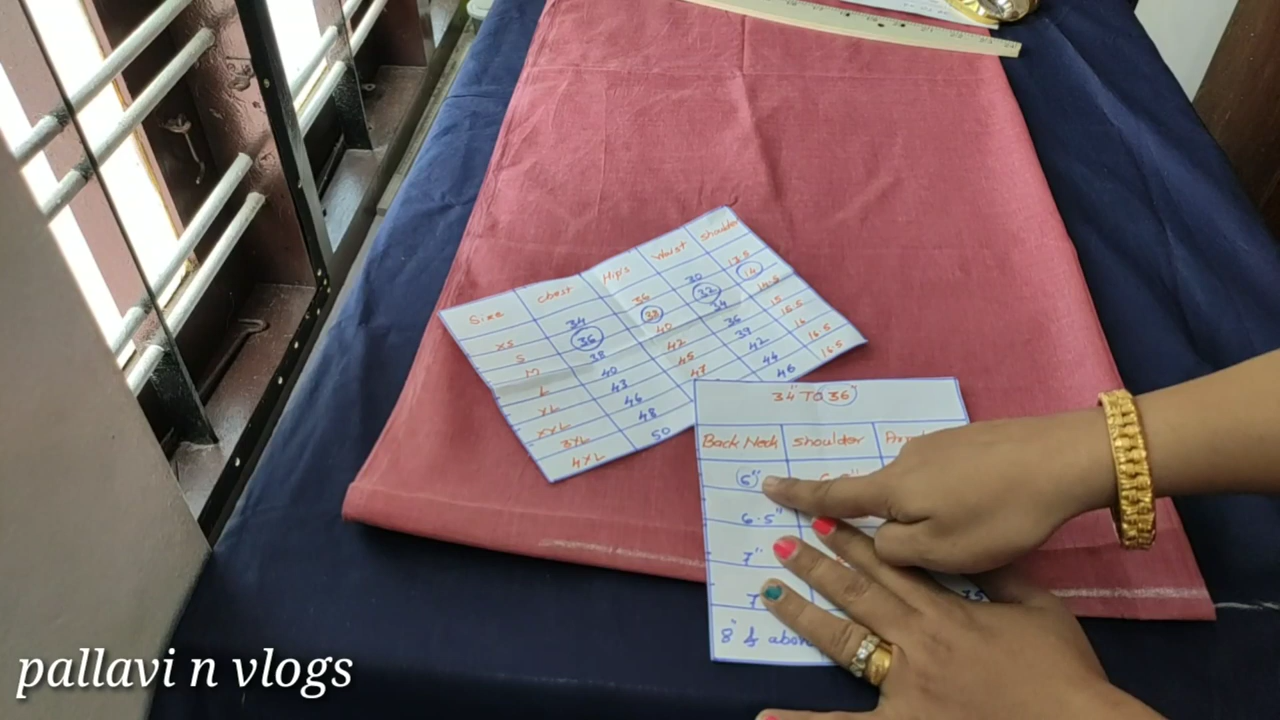 Size chest Hip's Waist Shoulder
XS 34 36 30 13.5
S 36 38 32 14
M 38 40 34 14.5
L 40 42 36 15
XL 43 45 39 15.5
XXL 46 47 42 16
3XL 48 44 16.5
4XL 50 46 16.5
34" TO 36"
Back Neck shoulder
6"
6.5"
7"
7
8" &
pallavi n vlogs